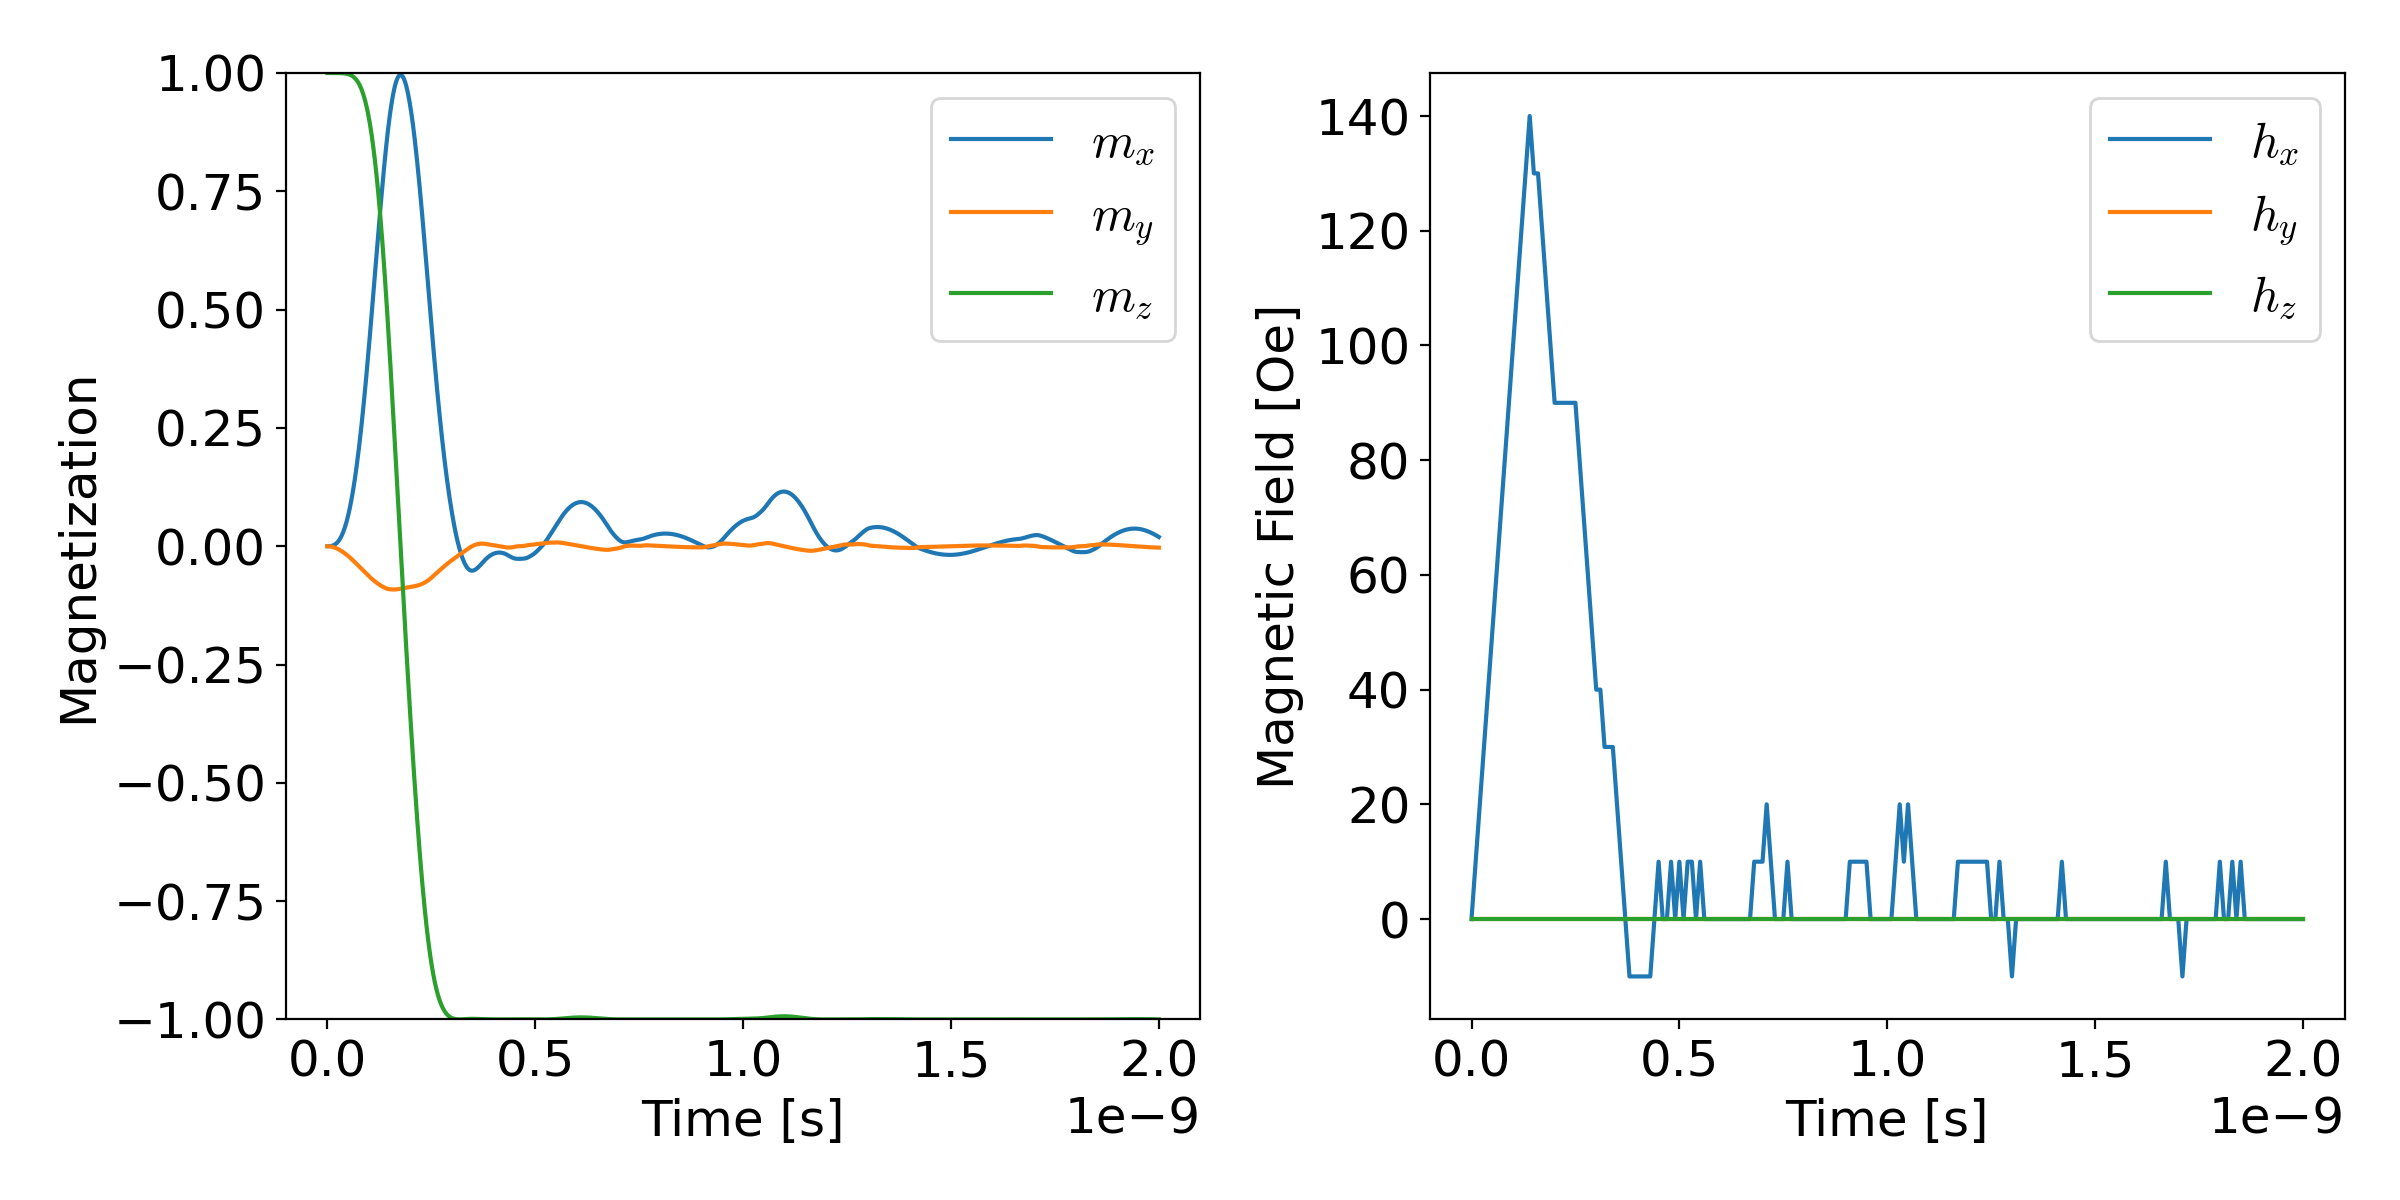 1.00
0.75
0.50
0.25
0.00
−0.25
−0.50
−0.75
−1.00
Magnetization
0.0 0.5 1.0 1.5 2.0
Time [s]
1e−9
m_x
m_y
m_z
140
120
100
80
60
40
20
0
Magnetic Field [Oe]
0.0 0.5 1.0 1.5 2.0
Time [s]
1e−9
h_x
h_y
h_z